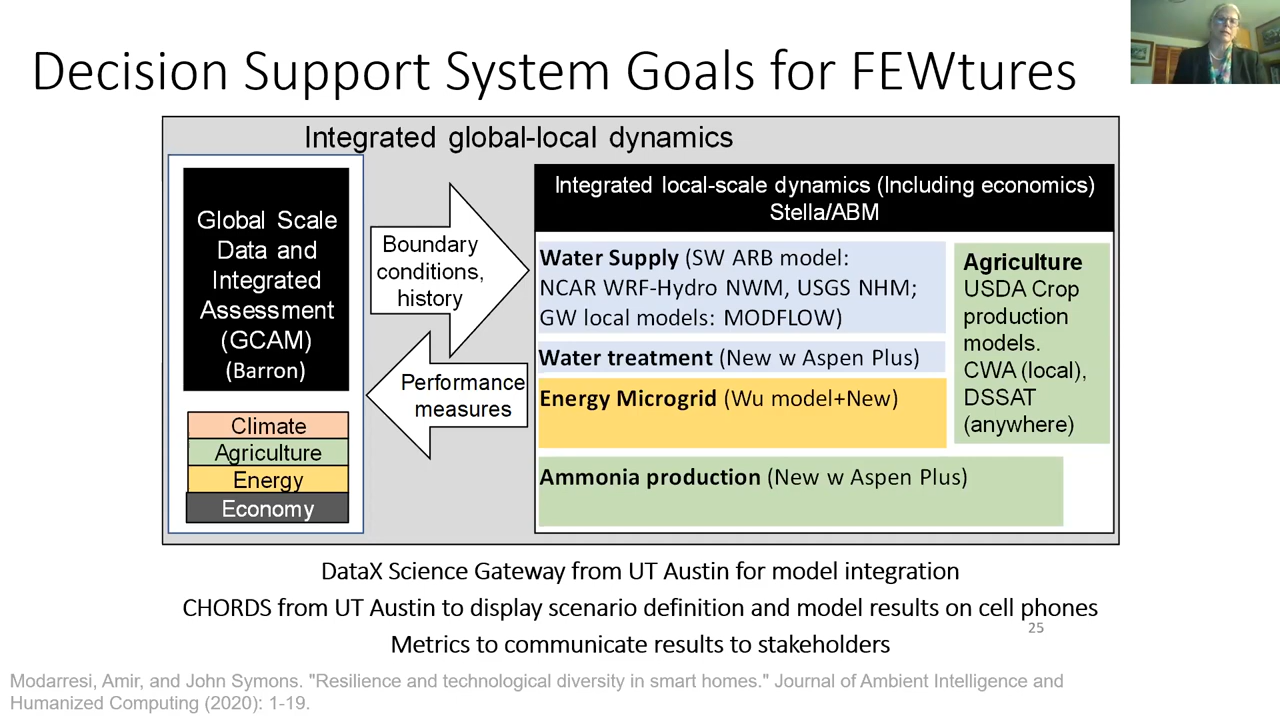 Decision Support System Goals for FEWtures
Integrated global-local dynamics
Global Scale
Data and
Integrated
Assessment
(GCAM)
(Barron)
Climate
Agriculture
Energy
Economy
Boundary
conditions,
history
Performance
measures
Integrated local-scale dynamics (Including economics)
Stella/ABM
Water Supply (SW ARB model:
NCAR WRF-Hydro NWM, USGS NHM;
GW local models: MODFLOW)
Water treatment (New w Aspen Plus)
Energy Microgrid (Wu model+New)
Ammonia production (New w Aspen Plus)
Agriculture
USDA Crop
production
models.
CWA (local),
DSSAT
(anywhere)
DataX Science Gateway from UT Austin for model integration
CHORDS from UT Austin to display scenario definition and model results on cell phones
Metrics to communicate results to stakeholders
25
Modarresi, Amir, and John Symons. "Resilience and technological diversity in smart homes." Journal of Ambient Intelligence and
Humanized Computing (2020): 1-19.